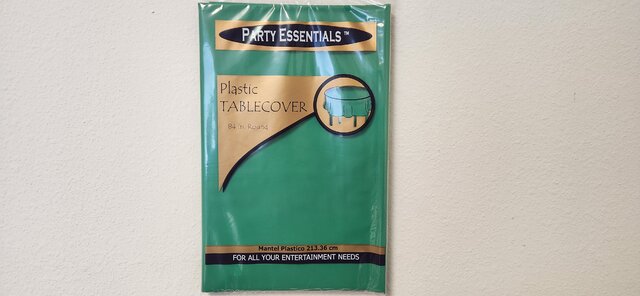 PARTY ESSENTIALS™
Plastic
TABLECOVER
84 in. Round
Mantel Plastico 213.36 cm
FOR ALL YOUR ENTERTAINMENT NEEDS